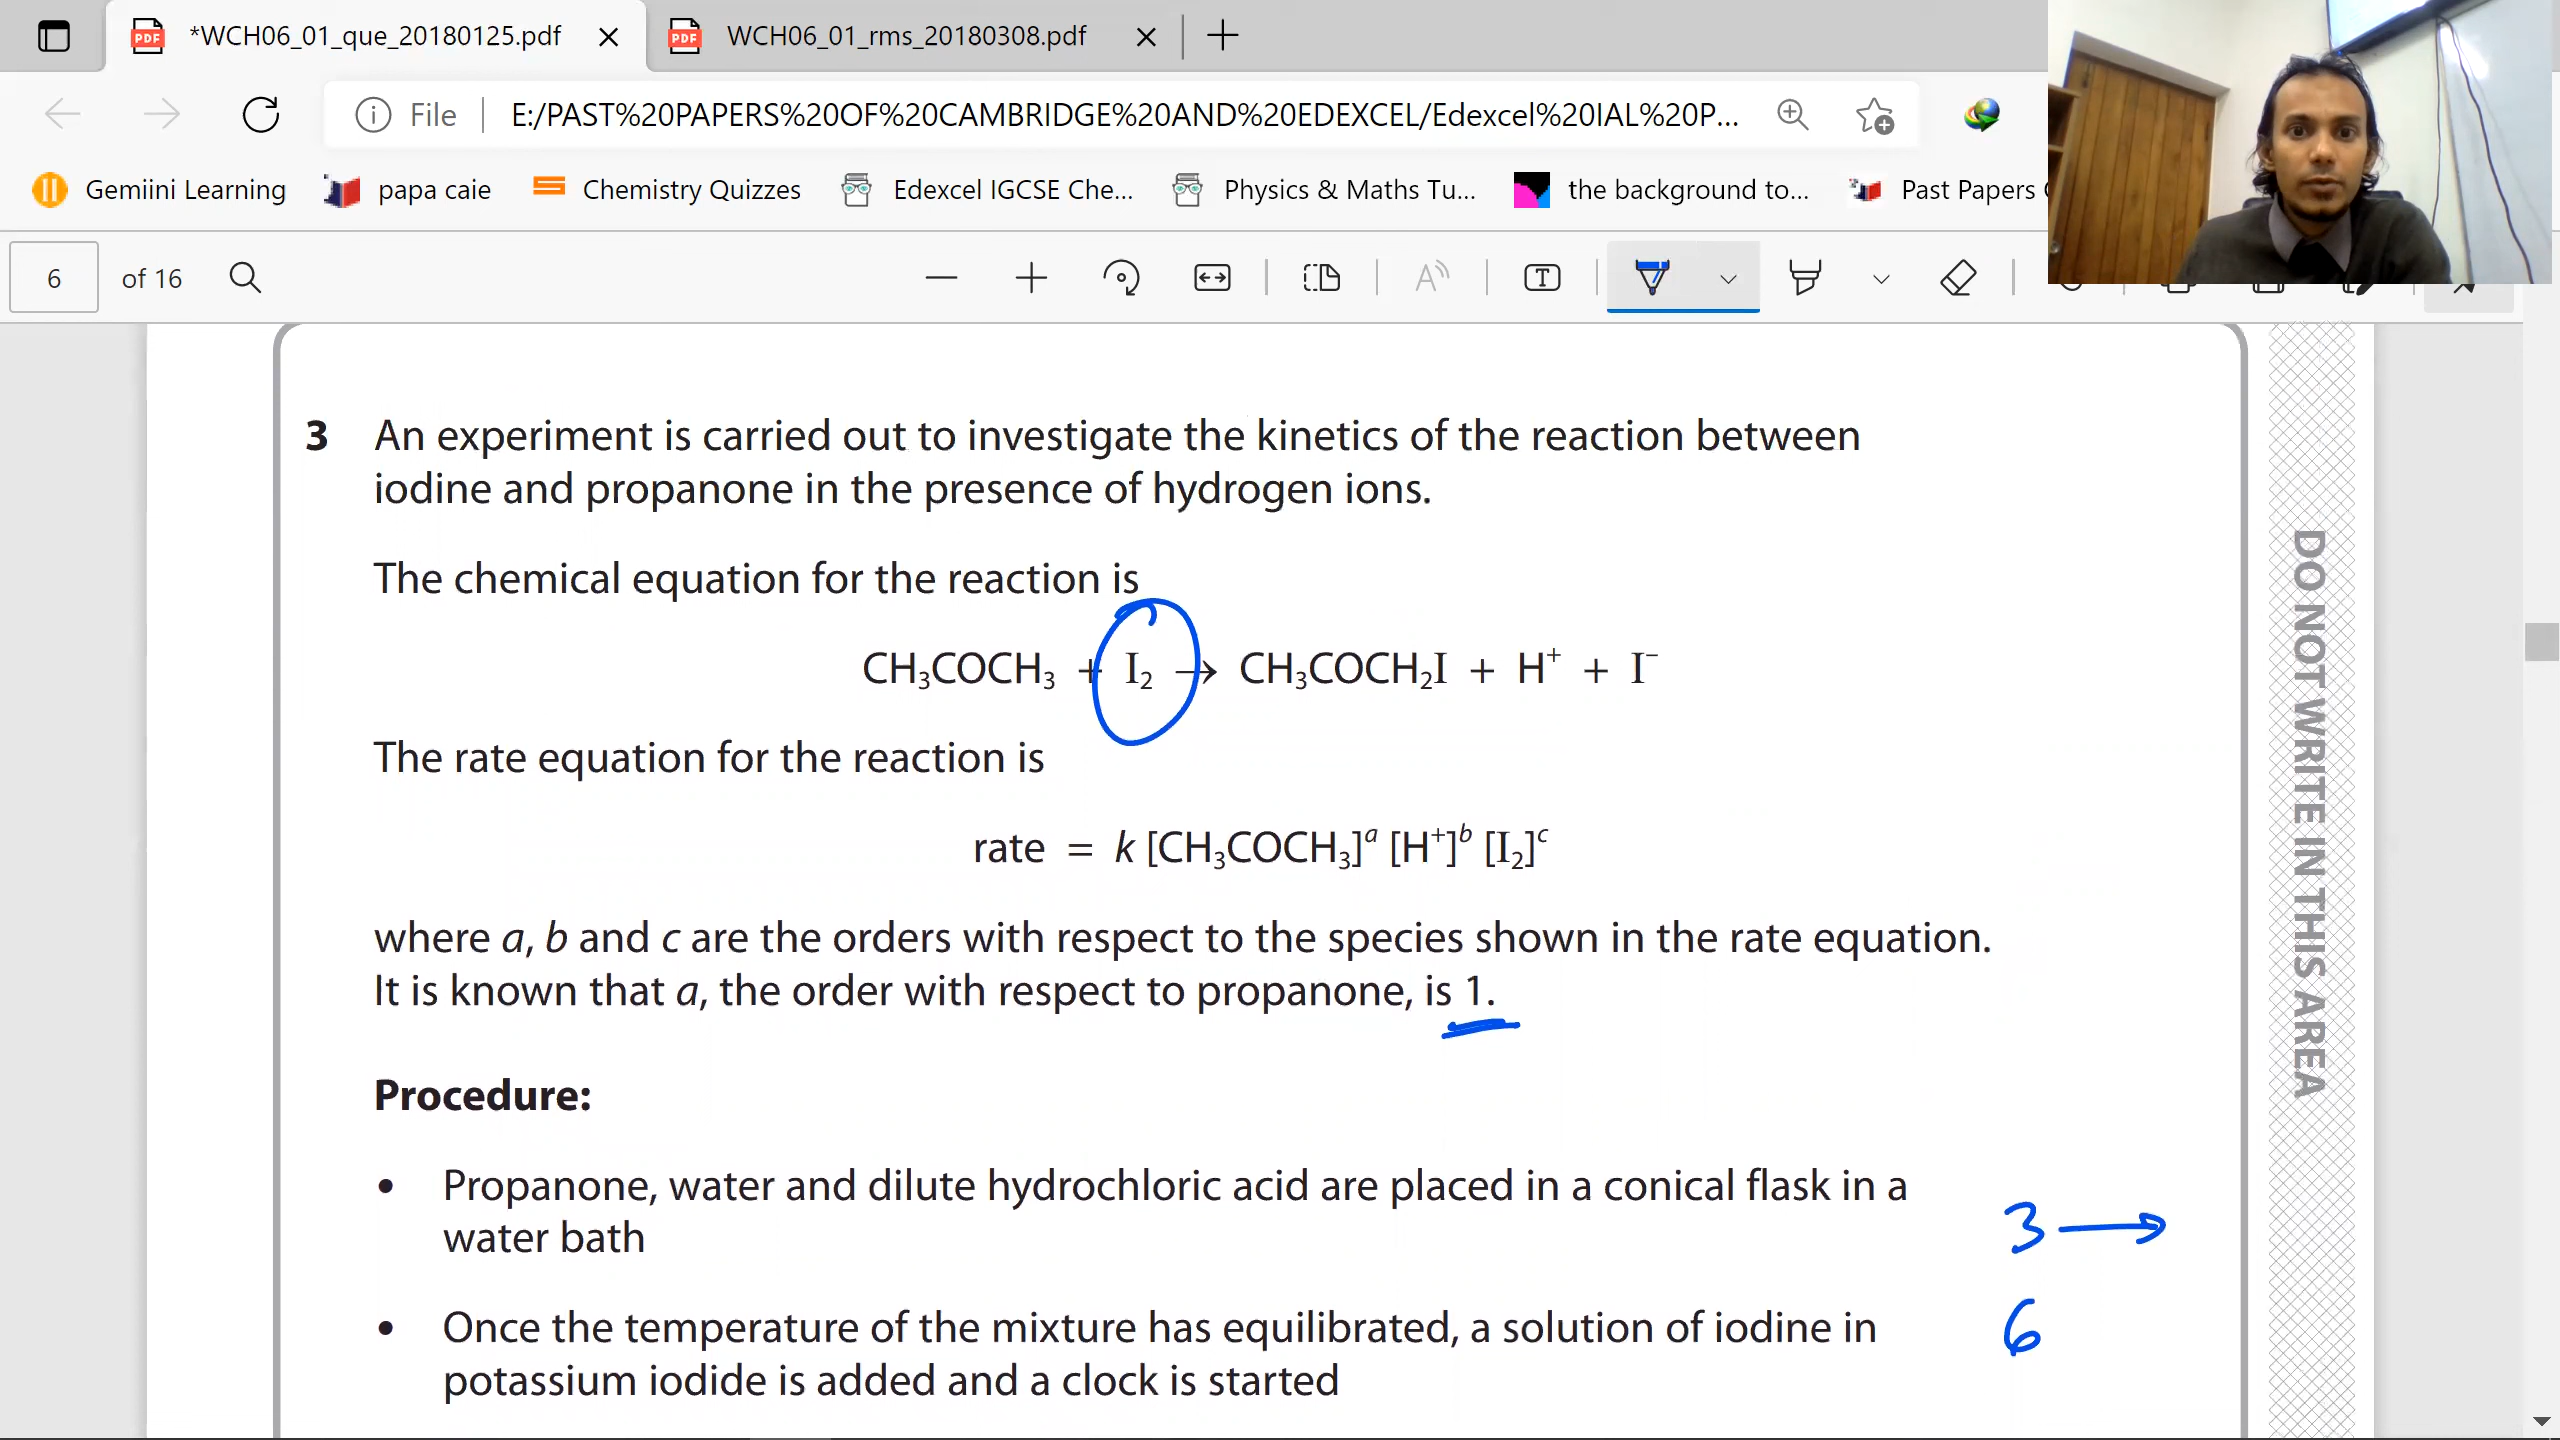 *WCH06_01_que_20180125.pdf
WCH06_01_rms_20180308.pdf
File
E:/PAST%20PAPERS%20OF%20CAMBRIDGE%20AND%20EDEXCEL/Edexcel%20IAL%20P...
Gemiini Learning
papa caie
Chemistry Quizzes
Edexcel IGCSE Che...
Physics & Maths Tu...
the background to...
Past Papers
6 of 16
3 An experiment is carried out to investigate the kinetics of the reaction between
iodine and propanone in the presence of hydrogen ions.
The chemical equation for the reaction is
CH₃COCH₃ + I₂ → CH₃COCH₂I + H⁺ + I⁻
The rate equation for the reaction is
rate = k [CH₃COCH₃]ᵃ [H⁺]ᵇ [I₂]ᶜ
where a, b and c are the orders with respect to the species shown in the rate equation.
It is known that a, the order with respect to propanone, is 1.
Procedure:
• Propanone, water and dilute hydrochloric acid are placed in a conical flask in a
water bath
3 →
• Once the temperature of the mixture has equilibrated, a solution of iodine in
potassium iodide is added and a clock is started
6
DO NOT WRITE IN THIS AREA